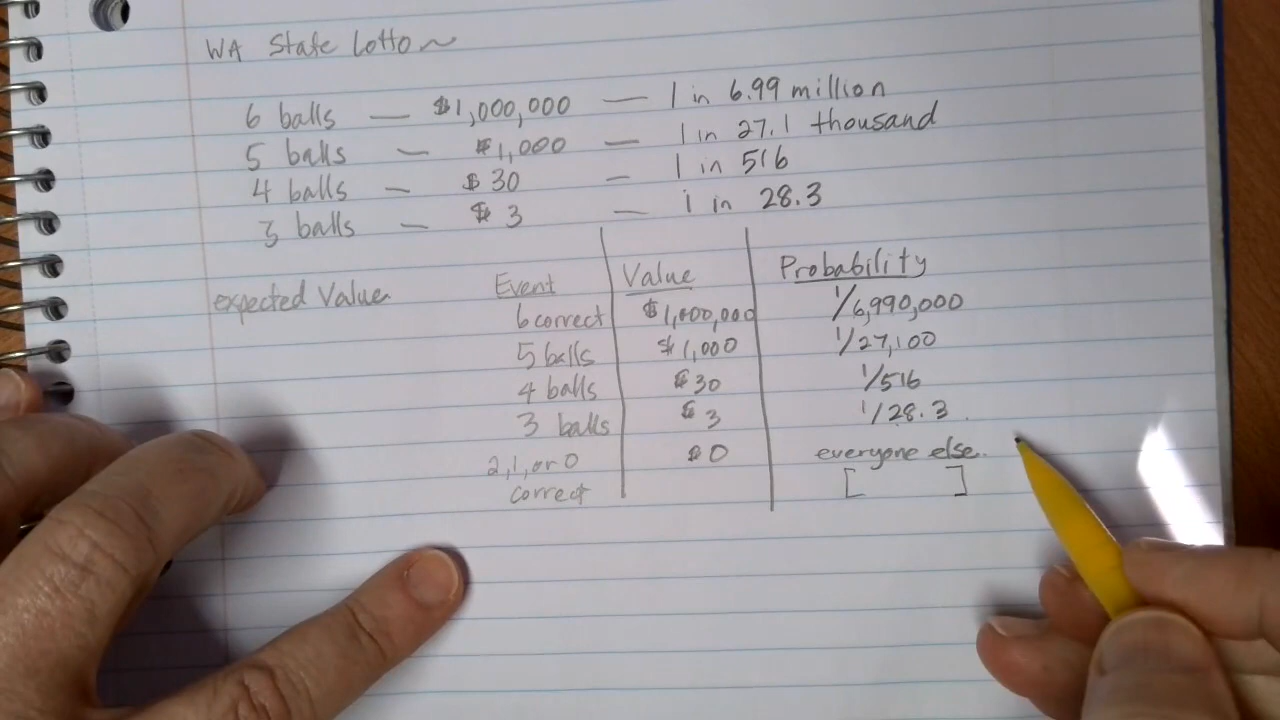 WA State Lotto
6 balls — $1,000,000 — 1 in 6.99 million
5 balls — $1,000 — 1 in 27.1 thousand
4 balls — $30 — 1 in 516
3 balls — $3 — 1 in 28.3
expected Value
Event Value Probability
6 correct $1,000,000 1/6,990,000
5 balls $1,000 1/27,100
4 balls $30 1/516
3 balls $3 1/28.3
2,1, or 0 $0 everyone else.
correct [ ]